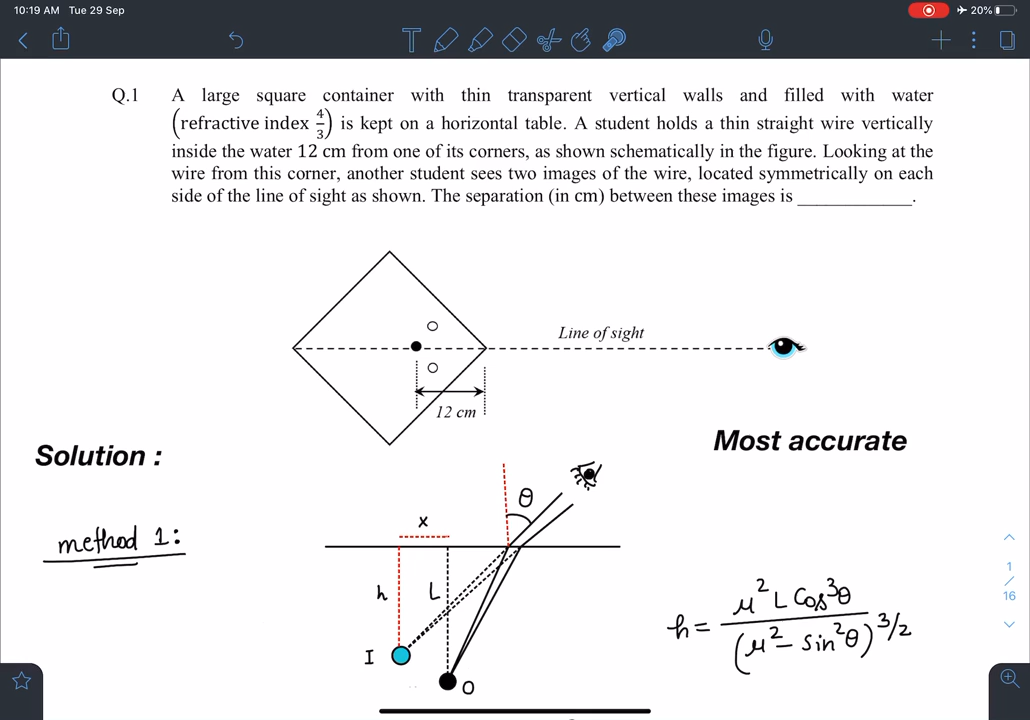 10:19 AM Tue 29 Sep
20%
T
Q.1 A large square container with thin transparent vertical walls and filled with water
(refractive index 4/3) is kept on a horizontal table. A student holds a thin straight wire vertically
inside the water 12 cm from one of its corners, as shown schematically in the figure. Looking at the
wire from this corner, another student sees two images of the wire, located symmetrically on each
side of the line of sight as shown. The separation (in cm) between these images is ____________.
Line of sight
12 cm
Solution :
Most accurate
method 1:
θ
x
h
L
I
O
h = μ² L Cos³θ / (μ² - sin²θ)^3/2
1
/
16